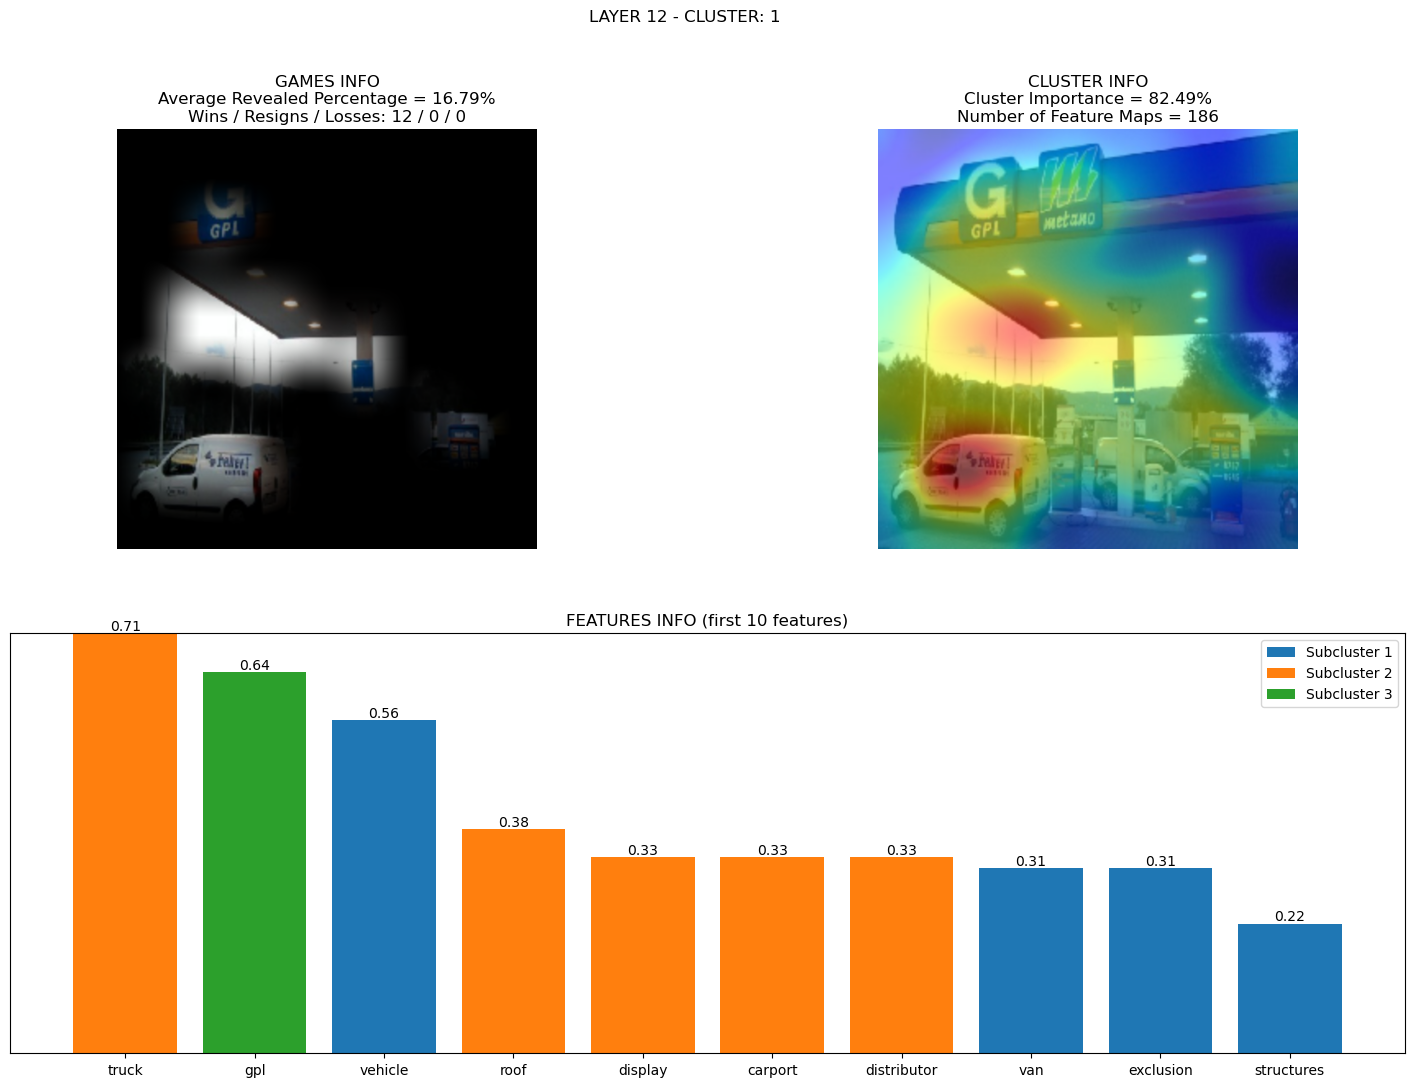 LAYER 12 - CLUSTER: 1
GAMES INFO
Average Revealed Percentage = 16.79%
Wins / Resigns / Losses: 12 / 0 / 0
G
GPL
CLUSTER INFO
Cluster Importance = 82.49%
Number of Feature Maps = 186
G
GPL
metano
FEATURES INFO (first 10 features)
0.71
0.64
0.56
0.38
0.33
0.33
0.33
0.31
0.31
0.22
Subcluster 1
Subcluster 2
Subcluster 3
truck
gpl
vehicle
roof
display
carport
distributor
van
exclusion
structures